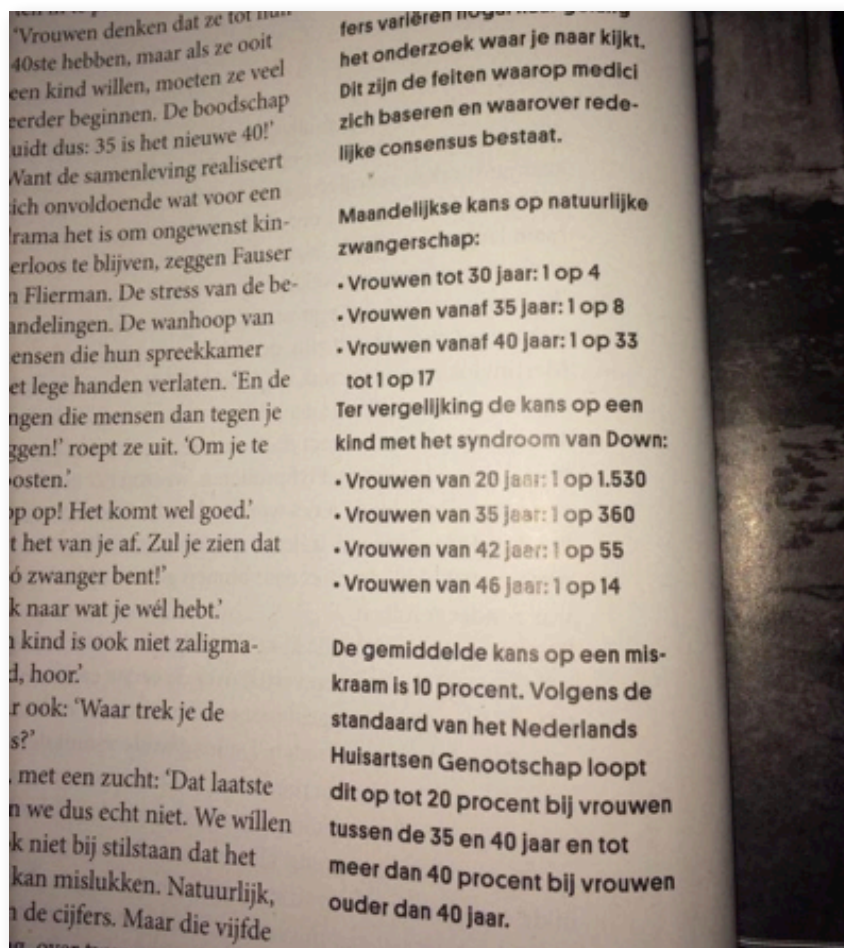 'Vrouwen denken dat ze tot hun
40ste hebben, maar als ze ooit
een kind willen, moeten ze veel
eerder beginnen. De boodschap
uidt dus: 35 is het nieuwe 40!'
Want de samenleving realiseert
ich onvoldoende wat voor een
rama het is om ongewenst kin-
erloos te blijven, zeggen Fauser
n Flierman. De stress van de be-
andelingen. De wanhoop van
ensen die hun spreekkamer
et lege handen verlaten. 'En de
ngen die mensen dan tegen je
ggen!' roept ze uit. 'Om je te
osten.'
op op! Het komt wel goed.'
t het van je af. Zul je zien dat
ó zwanger bent!'
k naar wat je wél hebt.'
n kind is ook niet zaligma-
d, hoor.'
r ook: 'Waar trek je de
s?'
, met een zucht: 'Dat laatste
n we dus echt niet. We willen
k niet bij stilstaan dat het
kan mislukken. Natuurlijk,
n de cijfers. Maar die vijfde
fers variëren
het onderzoek waar je naar kijkt.
Dit zijn de feiten waarop medici
zich baseren en waarover rede-
lijke consensus bestaat.
Maandelijkse kans op natuurlijke
zwangerschap:
• Vrouwen tot 30 jaar: 1 op 4
• Vrouwen vanaf 35 jaar: 1 op 8
• Vrouwen vanaf 40 jaar: 1 op 33
tot 1 op 17
Ter vergelijking de kans op een
kind met het syndroom van Down:
• Vrouwen van 20 jaar: 1 op 1.530
• Vrouwen van 35 jaar: 1 op 360
• Vrouwen van 42 jaar: 1 op 55
• Vrouwen van 46 jaar: 1 op 14
De gemiddelde kans op een mis-
kraam is 10 procent. Volgens de
standaard van het Nederlands
Huisartsen Genootschap loopt
dit op tot 20 procent bij vrouwen
tussen de 35 en 40 jaar en tot
meer dan 40 procent bij vrouwen
ouder dan 40 jaar.